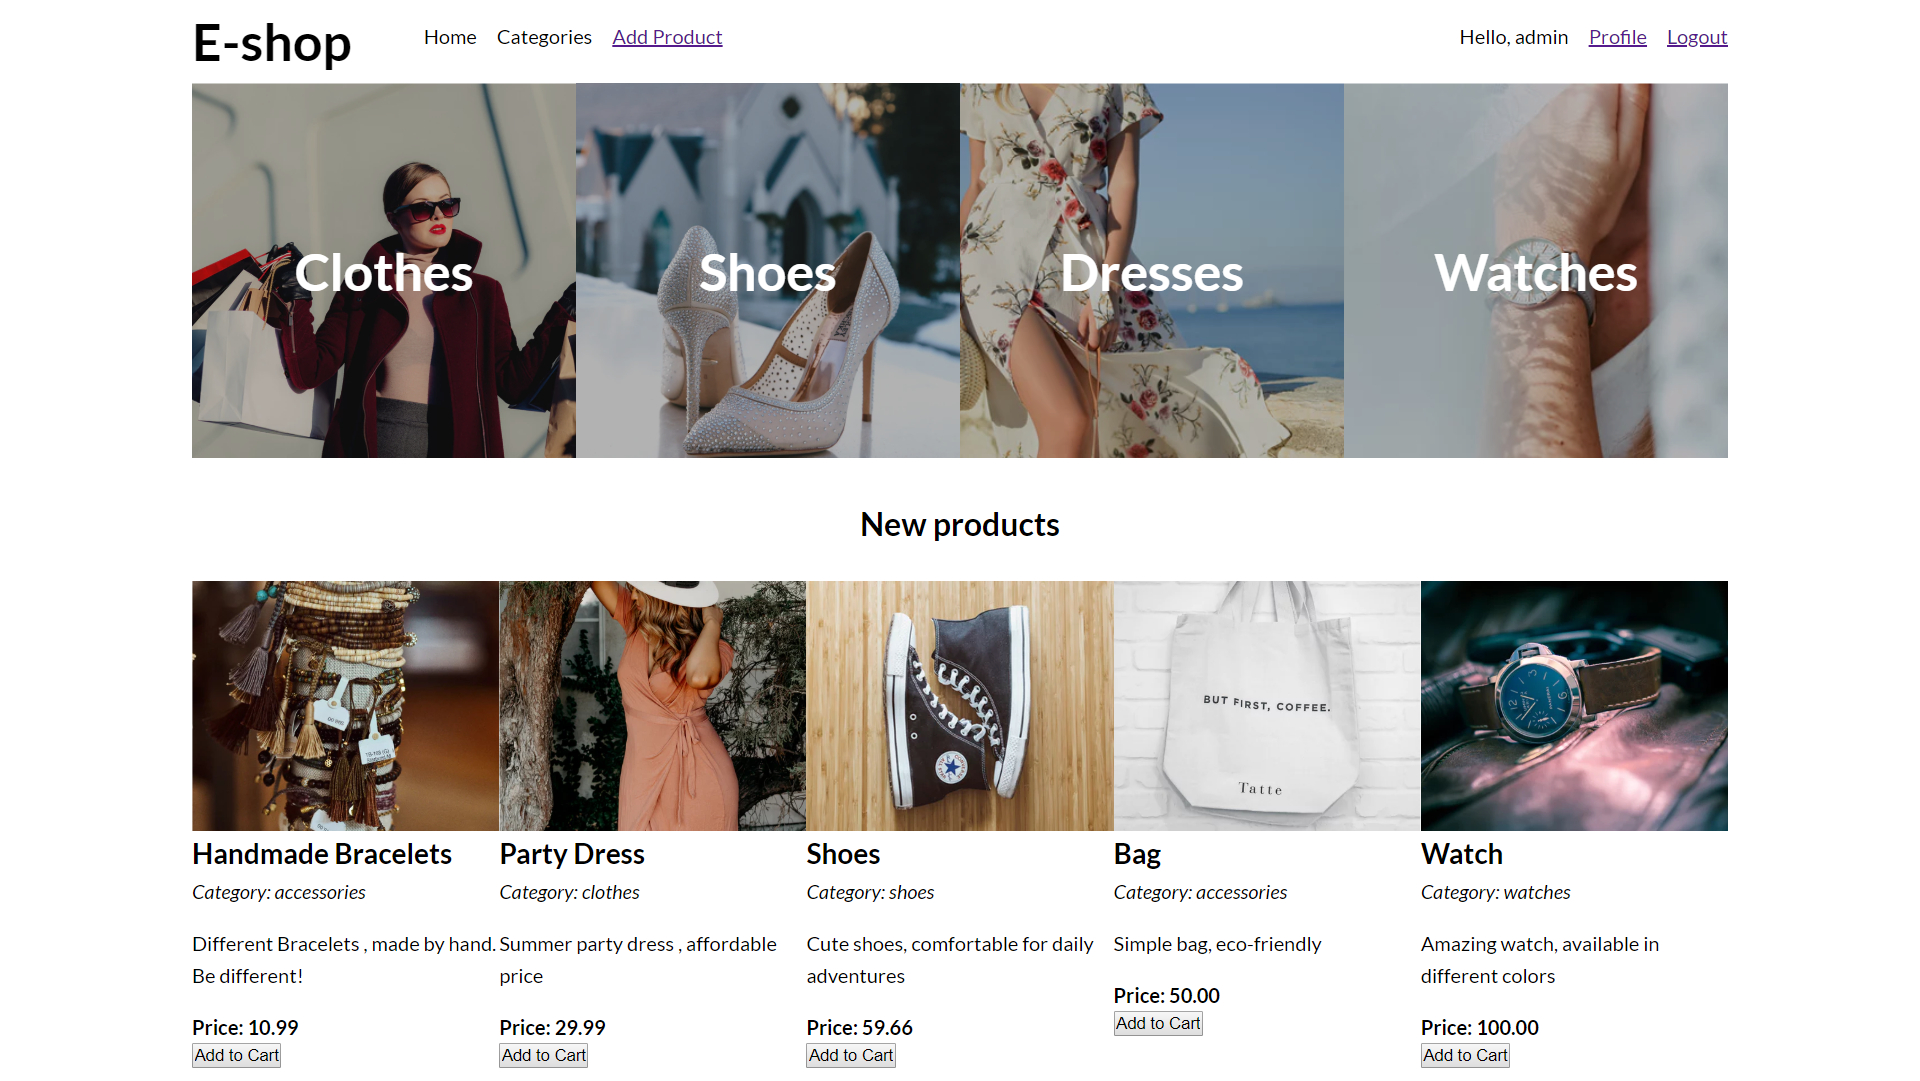 E-shop
Home Categories Add Product
Hello, admin Profile Logout
Clothes
Shoes
Dresses
Watches
New products
BUT FIRST, COFFEE.
Tatte
Handmade Bracelets
Category: accessories
Different Bracelets , made by hand.
Be different!
Price: 10.99
Add to Cart
Party Dress
Category: clothes
Summer party dress , affordable
price
Price: 29.99
Add to Cart
Shoes
Category: shoes
Cute shoes, comfortable for daily
adventures
Price: 59.66
Add to Cart
Bag
Category: accessories
Simple bag, eco-friendly
Price: 50.00
Add to Cart
Watch
Category: watches
Amazing watch, available in
different colors
Price: 100.00
Add to Cart